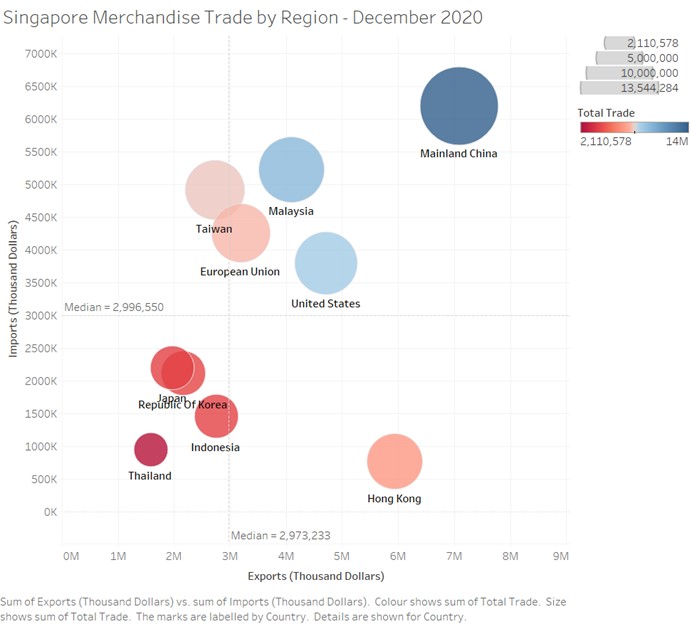 Singapore Merchandise Trade by Region - December 2020
7000K
6500K
6000K
5500K
5000K
4500K
4000K
3500K
3000K
2500K
2000K
1500K
1000K
500K
0K
Imports (Thousand Dollars)
Mainland China
Malaysia
Taiwan
European Union
United States
Median = 2,996,550
Japan
Republic Of Korea
Indonesia
Thailand
Hong Kong
Median = 2,973,233
0M 1M 2M 3M 4M 5M 6M 7M 8M 9M
Exports (Thousand Dollars)
2,110,578
5,000,000
10,000,000
13,544,284
Total Trade
2,110,578 14M
Sum of Exports (Thousand Dollars) vs. sum of Imports (Thousand Dollars). Colour shows sum of Total Trade. Size
shows sum of Total Trade. The marks are labelled by Country. Details are shown for Country.